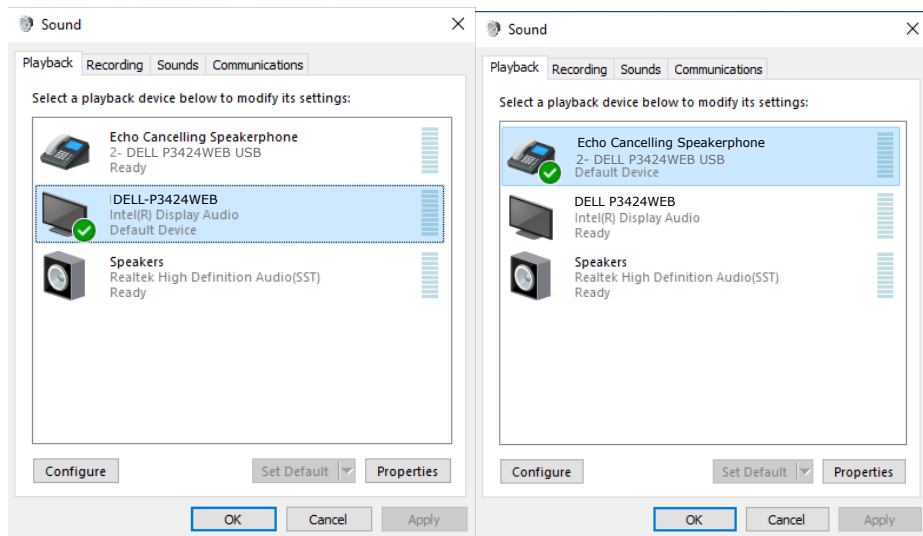 Sound
Playback Recording Sounds Communications
Select a playback device below to modify its settings:
Echo Cancelling Speakerphone
2- DELL P3424WEB USB
Ready
DELL-P3424WEB
Intel(R) Display Audio
Default Device
Speakers
Realtek High Definition Audio(SST)
Ready
Configure Set Default Properties
OK Cancel Apply
Sound
Playback Recording Sounds Communications
Select a playback device below to modify its settings:
Echo Cancelling Speakerphone
2- DELL P3424WEB USB
Default Device
DELL P3424WEB
Intel(R) Display Audio
Ready
Speakers
Realtek High Definition Audio(SST)
Ready
Configure Set Default Properties
OK Cancel Apply